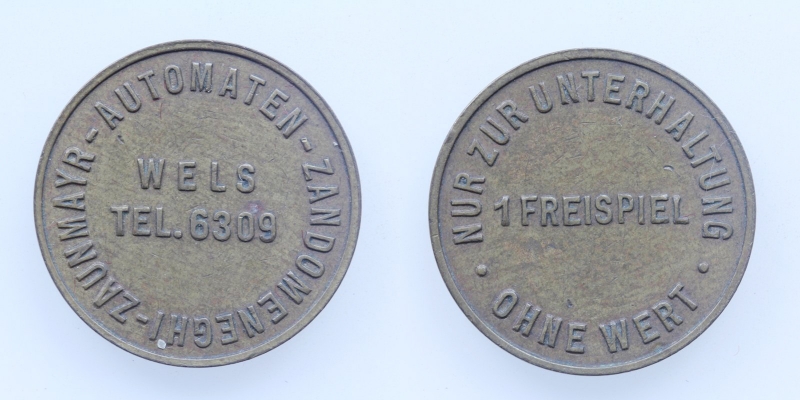 ZAUNMAYR-AUTOMATEN-ZANDOMENEGHI-
WELS
TEL. 6309
NUR ZUR UNTERHALTUNG
1 FREISPIEL
· OHNE WERT ·